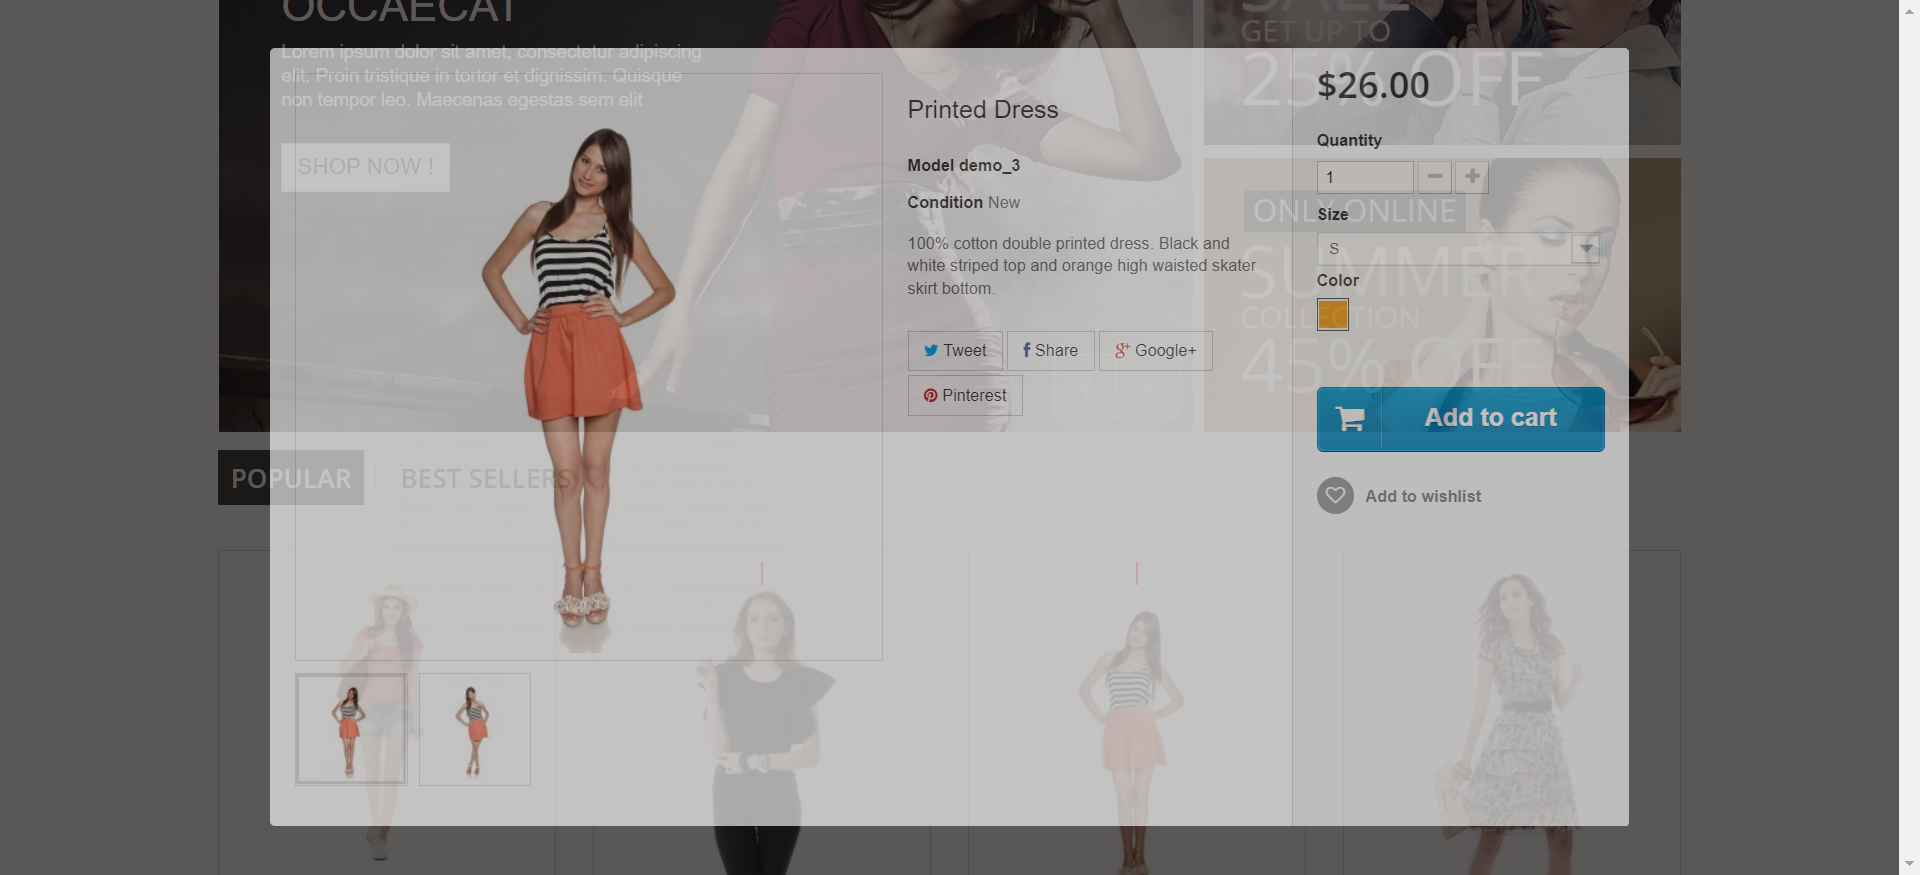 OCCAECAT
Lorem ipsum dolor sit amet, consectetur adipiscing
elit. Proin tristique in tortor et dignissim. Quisque
non tempor leo. Maecenas egestas sem elit
SHOP NOW !
SALE
GET UP TO
25% OFF
ONLY ONLINE
SUMMER
COLLECTION
45% OFF
POPULAR
BEST SELLERS
Printed Dress
Model demo_3
Condition New
100% cotton double printed dress. Black and
white striped top and orange high waisted skater
skirt bottom.
Tweet
Share
Google+
Pinterest
$26.00
Quantity
1
Size
S
Color
Add to cart
Add to wishlist